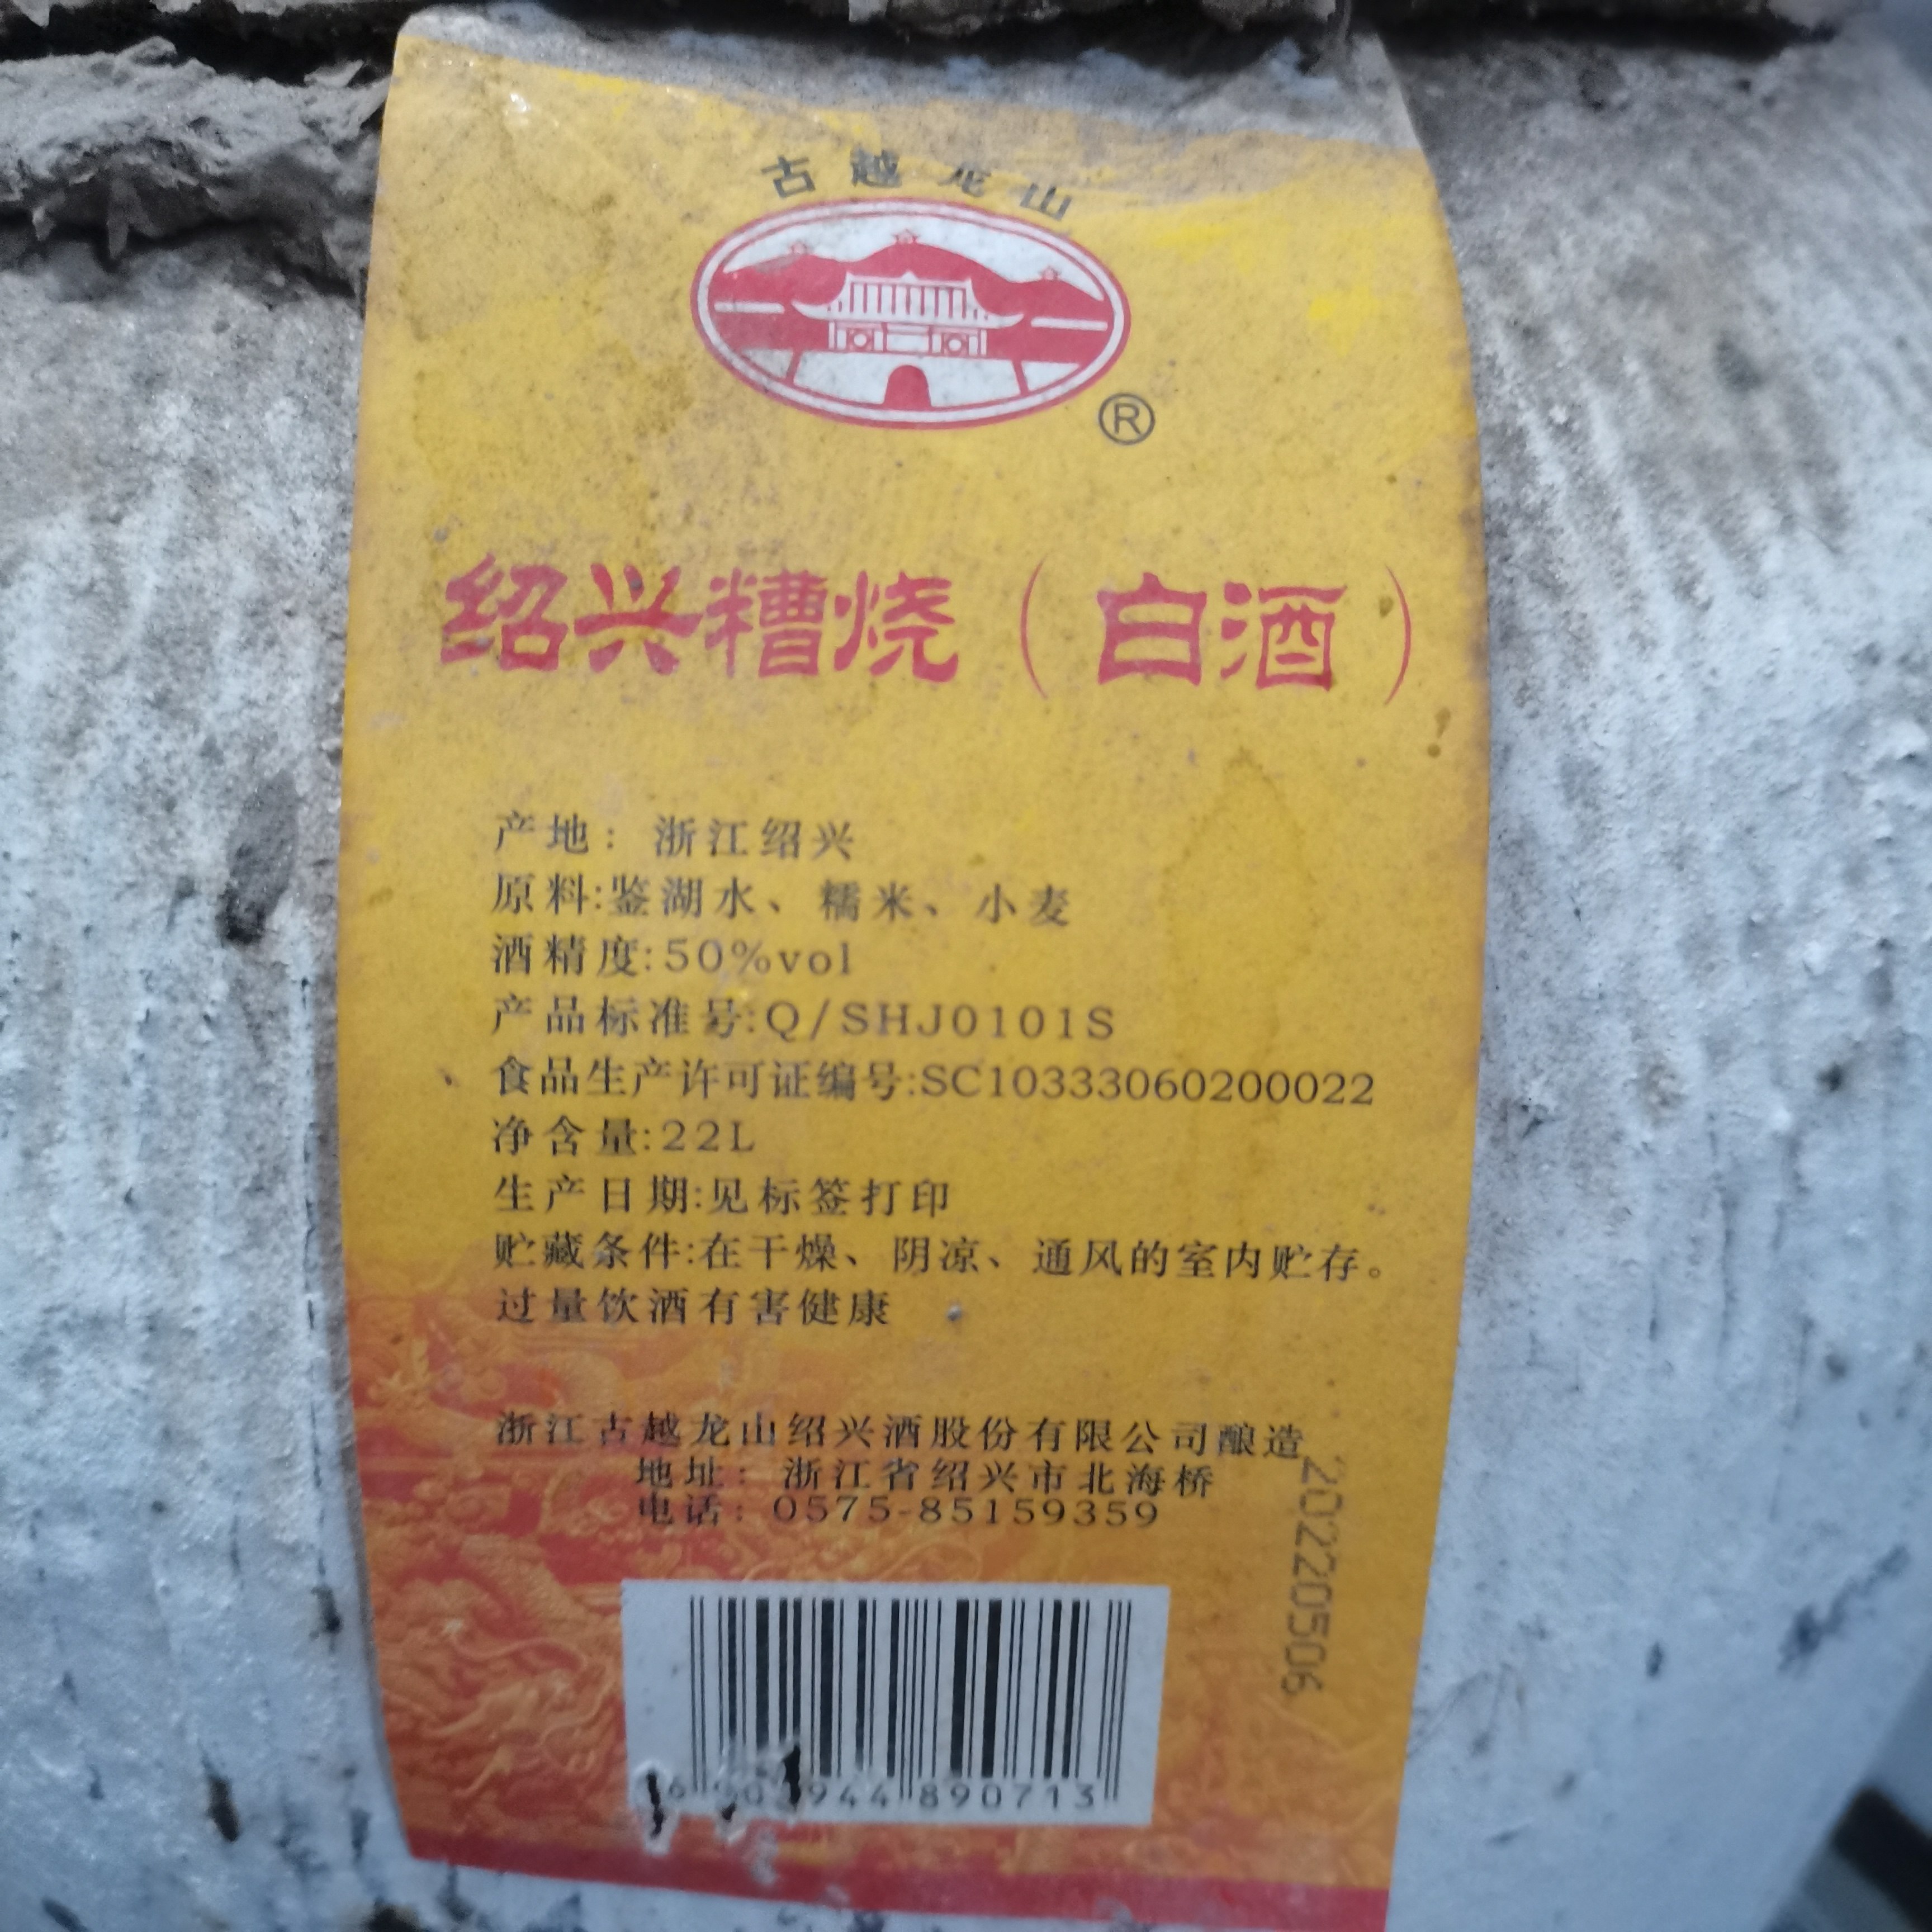 古越龙山
®
绍兴糟烧（白酒）
产地：浙江绍兴
原料:鉴湖水、糯米、小麦
酒精度:50%vol
产品标准号:Q/SHJ0101S
食品生产许可证编号:SC10333060200022
净含量:22L
生产日期:见标签打印
贮藏条件:在干燥、阴凉、通风的室内贮存。
过量饮酒有害健康
浙江古越龙山绍兴酒股份有限公司酿造
地址：浙江省绍兴市北海桥
电话：0575-85159359
20220506
944 890713